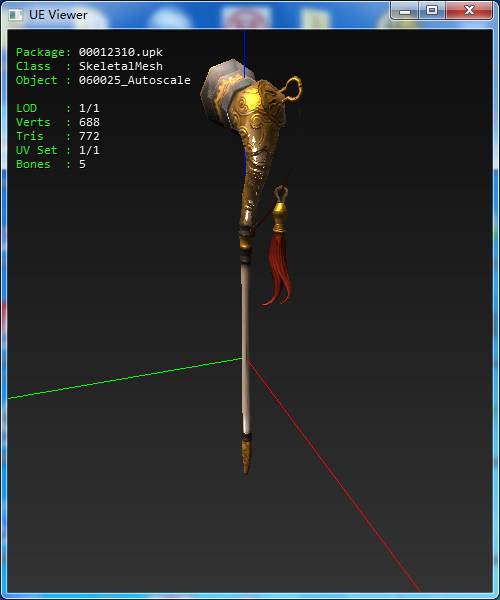 UE Viewer
Package: 00012310.upk
Class  : SkeletalMesh
Object : 060025_Autoscale
LOD    : 1/1
Verts  : 688
Tris   : 772
UV Set : 1/1
Bones  : 5